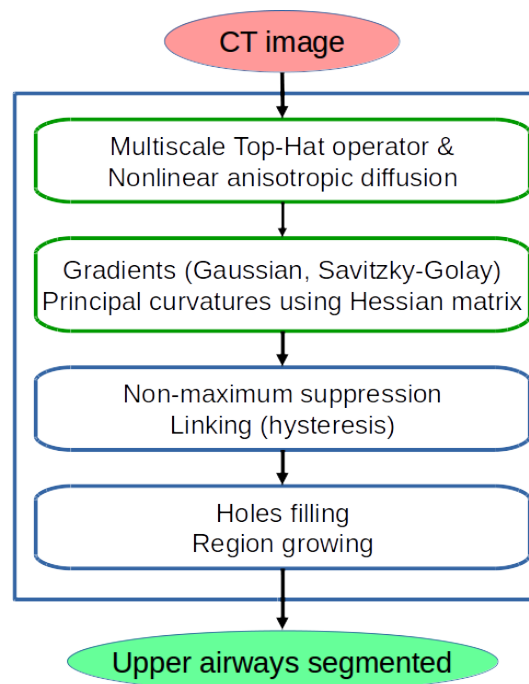 CT image
Multiscale Top-Hat operator &
Nonlinear anisotropic diffusion
Gradients (Gaussian, Savitzky-Golay)
Principal curvatures using Hessian matrix
Non-maximum suppression
Linking (hysteresis)
Holes filling
Region growing
Upper airways segmented